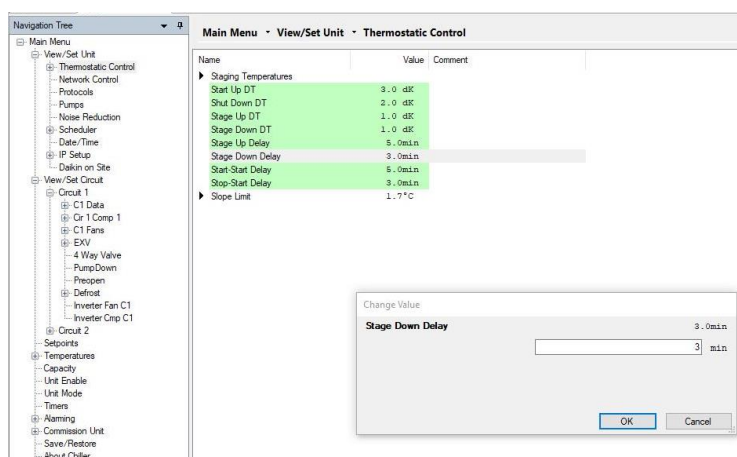 Navigation Tree
Main Menu
View/Set Unit
Thermostatic Control
Network Control
Protocols
Pumps
Noise Reduction
Scheduler
Date/Time
IP Setup
Daikin on Site
View/Set Circuit
Circuit 1
C1 Data
Cir 1 Comp 1
C1 Fans
EXV
4 Way Valve
PumpDown
Preopen
Defrost
Inverter Fan C1
Inverter Cmp C1
Circuit 2
Setpoints
Temperatures
Capacity
Unit Enable
Unit Mode
Timers
Alarming
Commission Unit
Save/Restore
About Chiller
Main Menu View/Set Unit Thermostatic Control
Name Value Comment
Staging Temperatures
Start Up DT 3.0 dK
Shut Down DT 2.0 dK
Stage Up DT 1.0 dK
Stage Down DT 1.0 dK
Stage Up Delay 5.0min
Stage Down Delay 3.0min
Start-Start Delay 5.0min
Stop-Start Delay 3.0min
Slope Limit 1.7°C
Change Value
Stage Down Delay 3.0min
3 min
OK Cancel